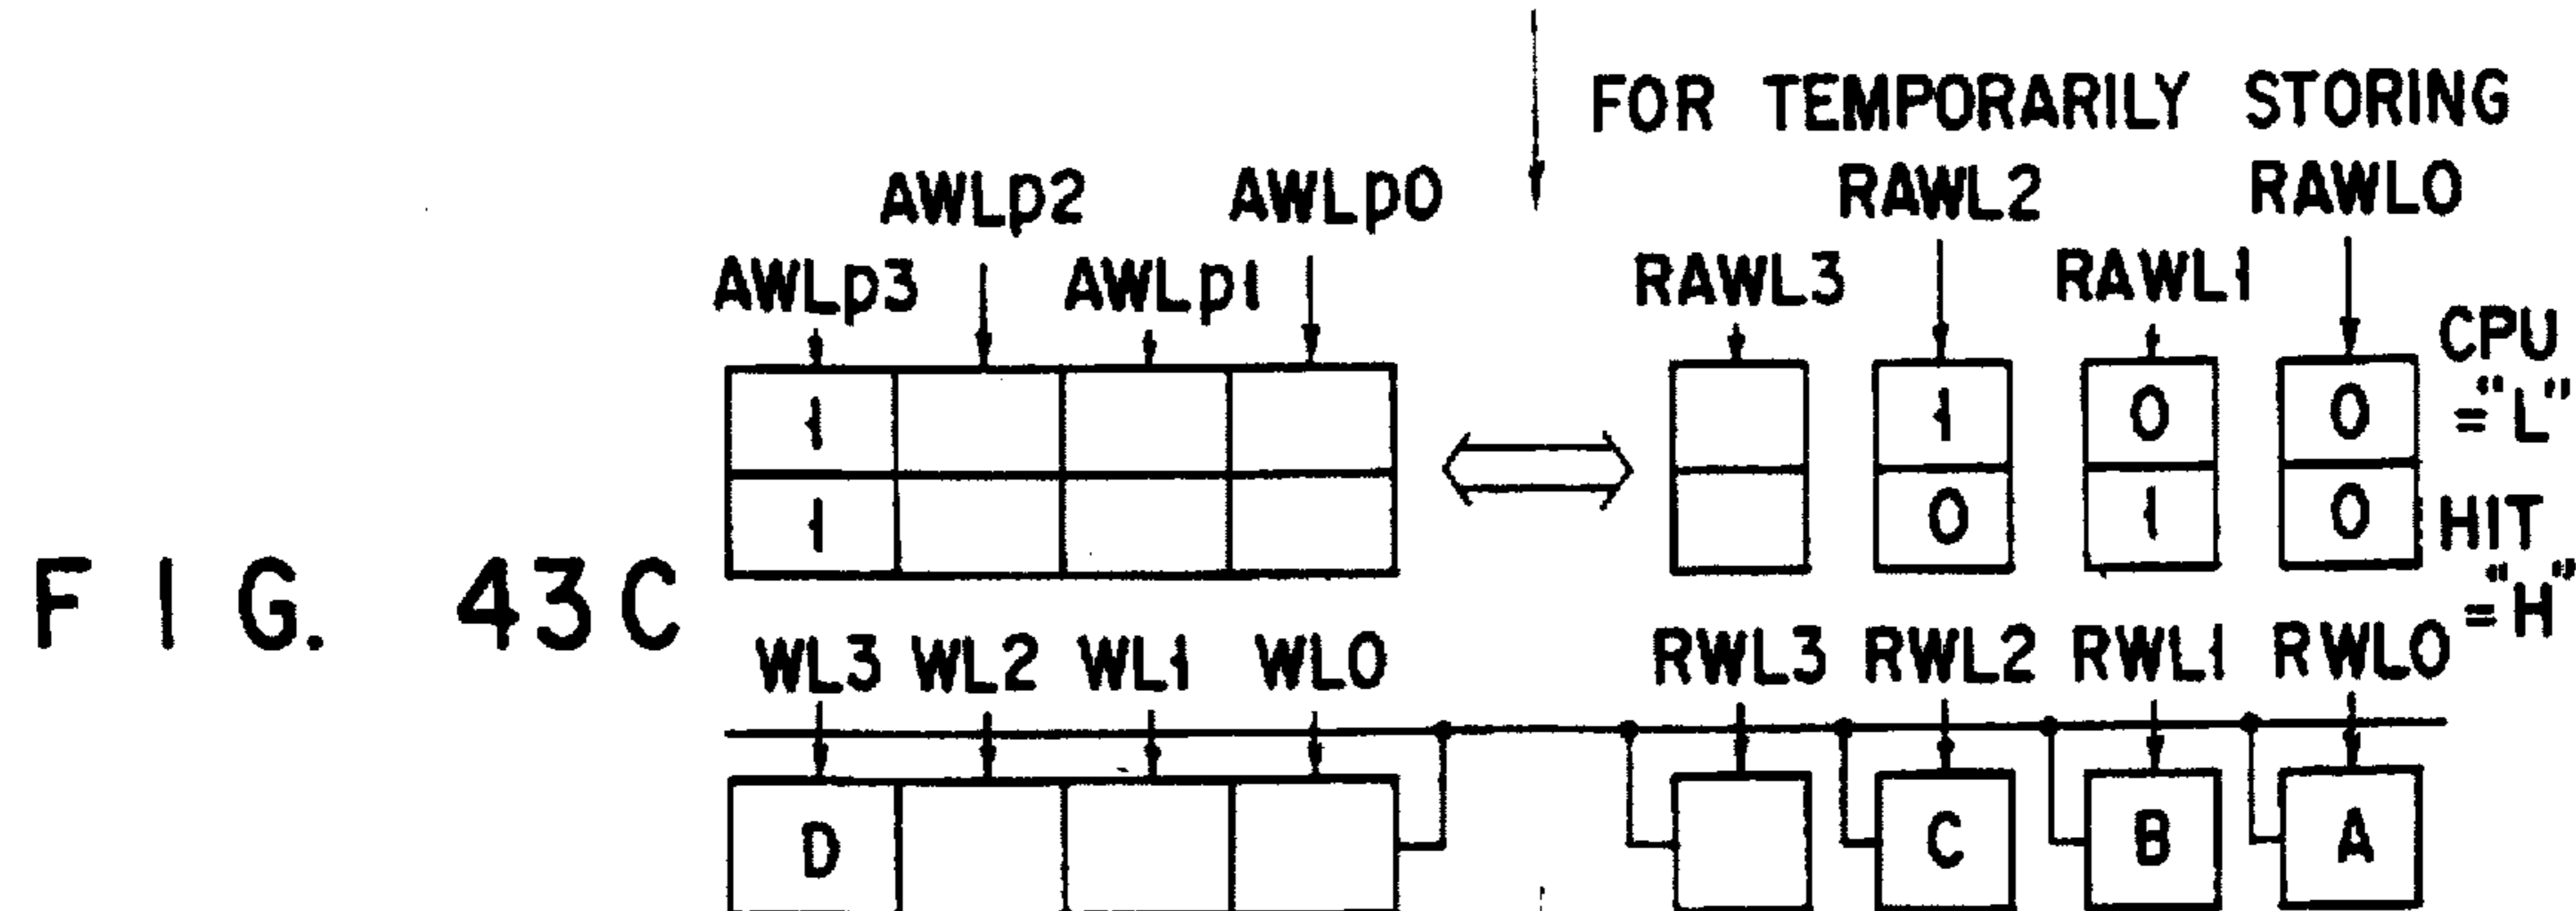 FOR TEMPORARILY STORING
AWLp2 AWLp0 RAWL2 RAWL0
AWLp3 AWLp1 RAWL3 RAWL1
CPU
="L"
1 1 0 0
1 0 1 0
HIT
="H"
FIG. 43C
WL3 WL2 WL1 WL0 RWL3 RWL2 RWL1 RWL0
D C B A